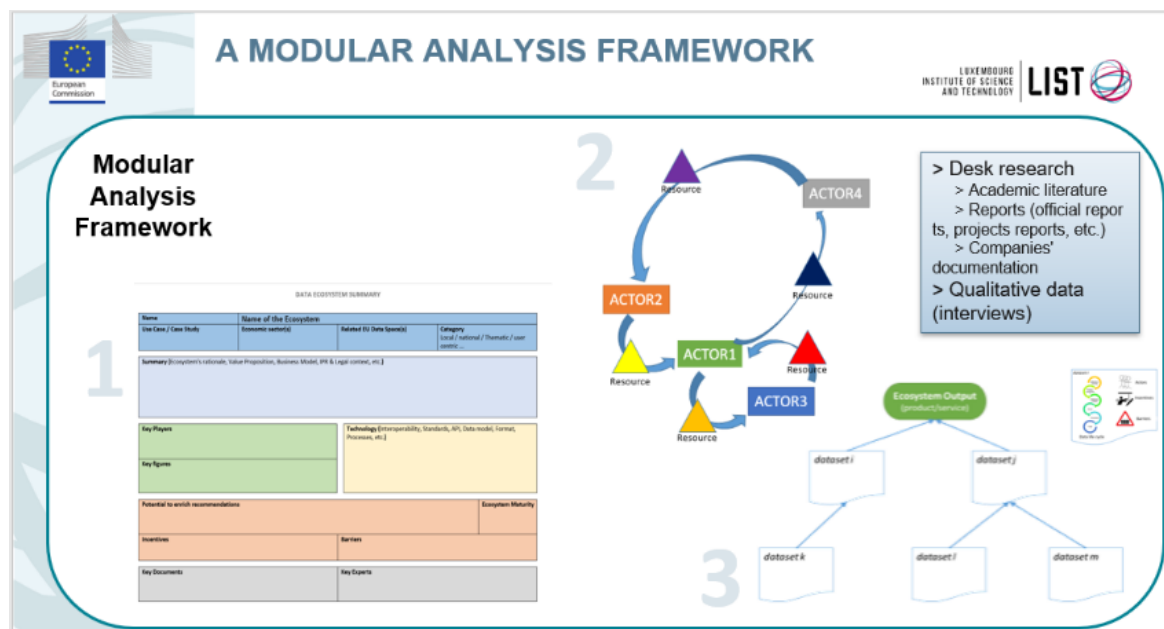 A MODULAR ANALYSIS FRAMEWORK
European
Commission
LUXEMBOURG
INSTITUTE OF SCIENCE
AND TECHNOLOGY
LIST
Modular
Analysis
Framework
1
DATA ECOSYSTEM SUMMARY
Name
Name of the Ecosystem
Use Case / Case Study
Economic sector(s)
Related EU Data Space(s)
Category
Local / national / Thematic / user
centric ...
Summary (Ecosystem's rationale, Value Proposition, Business Model, IPR & Legal context, etc.)
Key Players
Key figures
Technology (Interoperability, Standards, API, Data model, Format,
Processes, etc.)
Potential to enrich recommendations
Ecosystem Maturity
Incentives
Barriers
Key Documents
Key Experts
2
Resource
ACTOR4
Resource
ACTOR2
Resource
ACTOR1
Resource
ACTOR3
Resource
> Desk research
> Academic literature
> Reports (official repor
ts, projects reports, etc.)
> Companies'
documentation
> Qualitative data
(interviews)
3
Ecosystem Output
(product/service)
dataset i
dataset j
dataset k
dataset l
dataset m